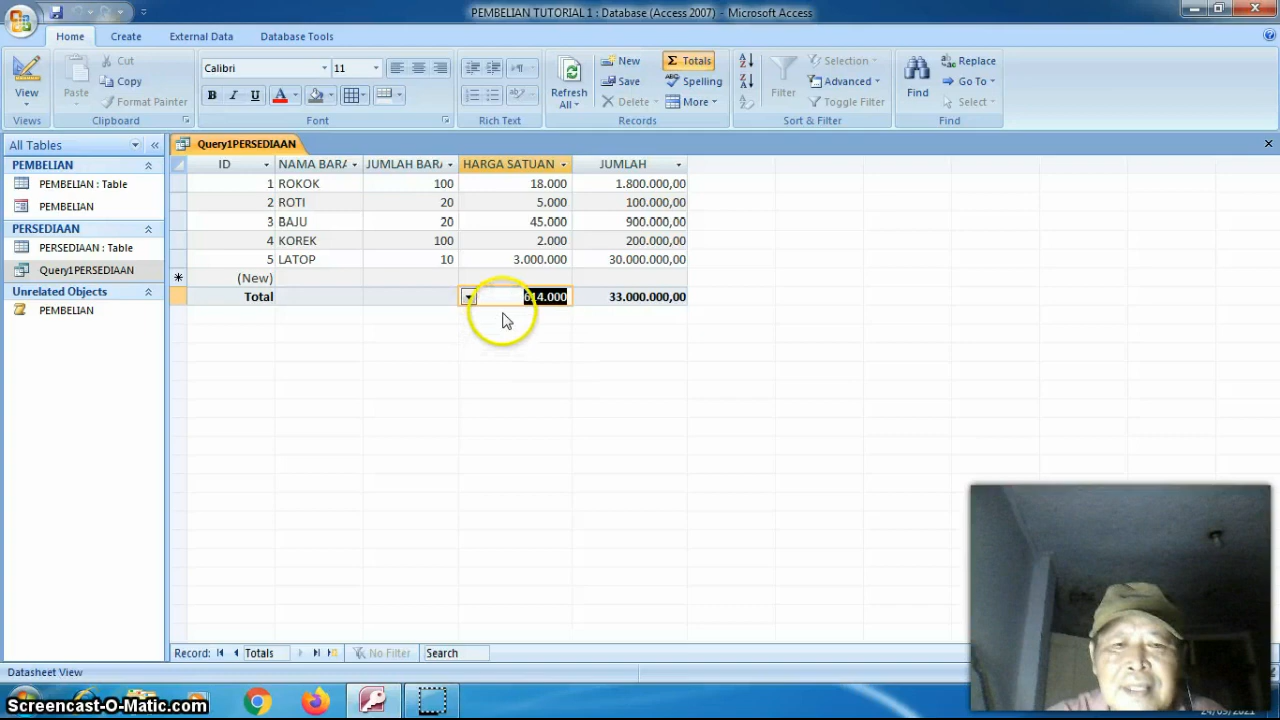 PEMBELIAN TUTORIAL 1 : Database (Access 2007) - Microsoft Access
Home Create External Data Database Tools
View
Views
Paste
Cut
Copy
Format Painter
Clipboard
Calibri 11
B I U A
Font
Rich Text
Refresh All
New
Save
Delete
Σ Totals
Spelling
More
Records
Filter
Selection
Advanced
Toggle Filter
Sort & Filter
Find
Replace
Go To
Select
Find
All Tables
PEMBELIAN
PEMBELIAN : Table
PEMBELIAN
PERSEDIAAN
PERSEDIAAN : Table
Query1PERSEDIAAN
Unrelated Objects
PEMBELIAN
Query1PERSEDIAAN
ID NAMA BARA JUMLAH BARA HARGA SATUAN JUMLAH
1 ROKOK 100 18.000 1.800.000,00
2 ROTI 20 5.000 100.000,00
3 BAJU 20 45.000 900.000,00
4 KOREK 100 2.000 200.000,00
5 LATOP 10 3.000.000 30.000.000,00
(New)
Total 614.000 33.000.000,00
Record: Totals No Filter Search
Datasheet View
Screencast-O-Matic.com